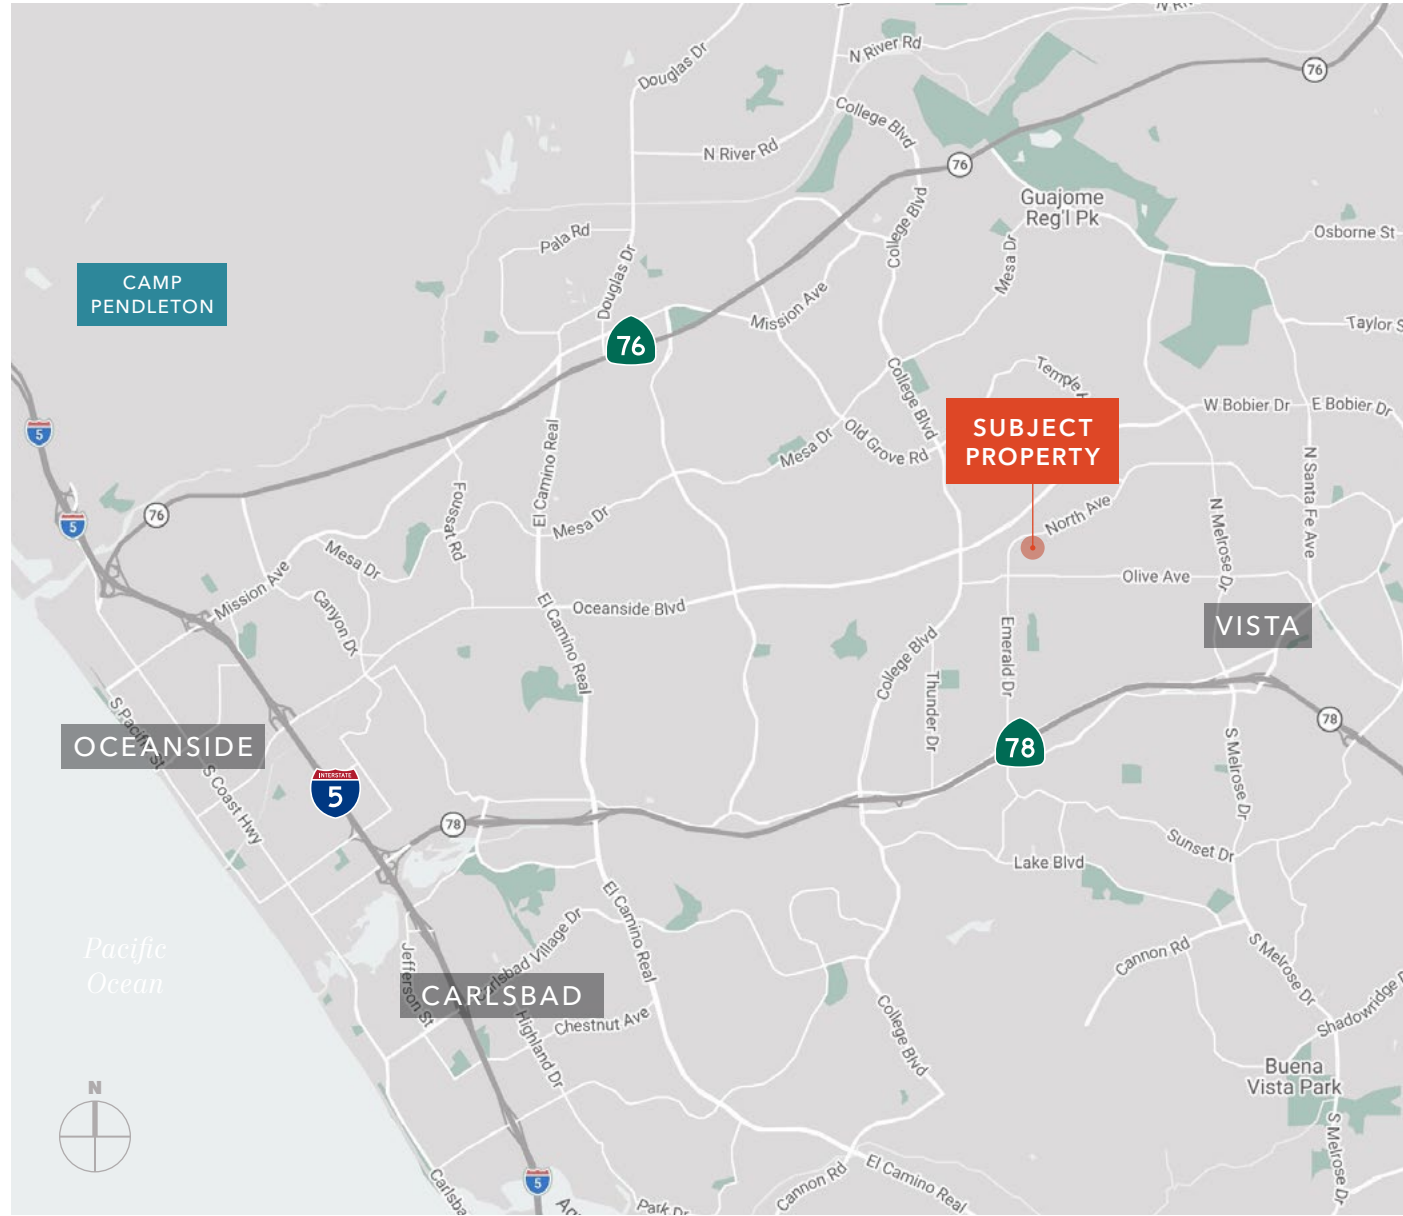 N River Rd
Douglas Dr
76
College Blvd
N River Rd
76
Guajome
Reg'l Pk
College Blvd
Osborne St
Pala Rd
Mesa Dr
CAMP
PENDLETON
Douglas Dr
Mission Ave
Taylor S
76
Temple
College Blvd
W Bobier Dr
E Bobier Dr
SUBJECT
PROPERTY
5
Mesa Dr
Old Grove Rd
El Camino Real
N Santa Fe Ave
5
76
Foussat Rd
Mesa Dr
North Ave
N Melrose Dr
Mesa Dr
Mission Ave
Olive Ave
Canyon Dr
Oceanside Blvd
VISTA
El Camino Real
College Blvd
Emerald Dr
Thunder Dr
S Pacific St
OCEANSIDE
78
78
S Melrose Dr
INTERSTATE
5
S Coast Hwy
78
Sunset Dr
Lake Blvd
El Camino Real
Carlsbad Village Dr
Pacific
Ocean
Jefferson St
CARLSBAD
Cannon Rd
S Melrose Dr
Highland Dr
Chestnut Ave
College Blvd
Shadowridge
Buena
Vista Park
N
S Melrose Dr
5
Carlsba
Park Dr
Cannon Rd
El Camino Real